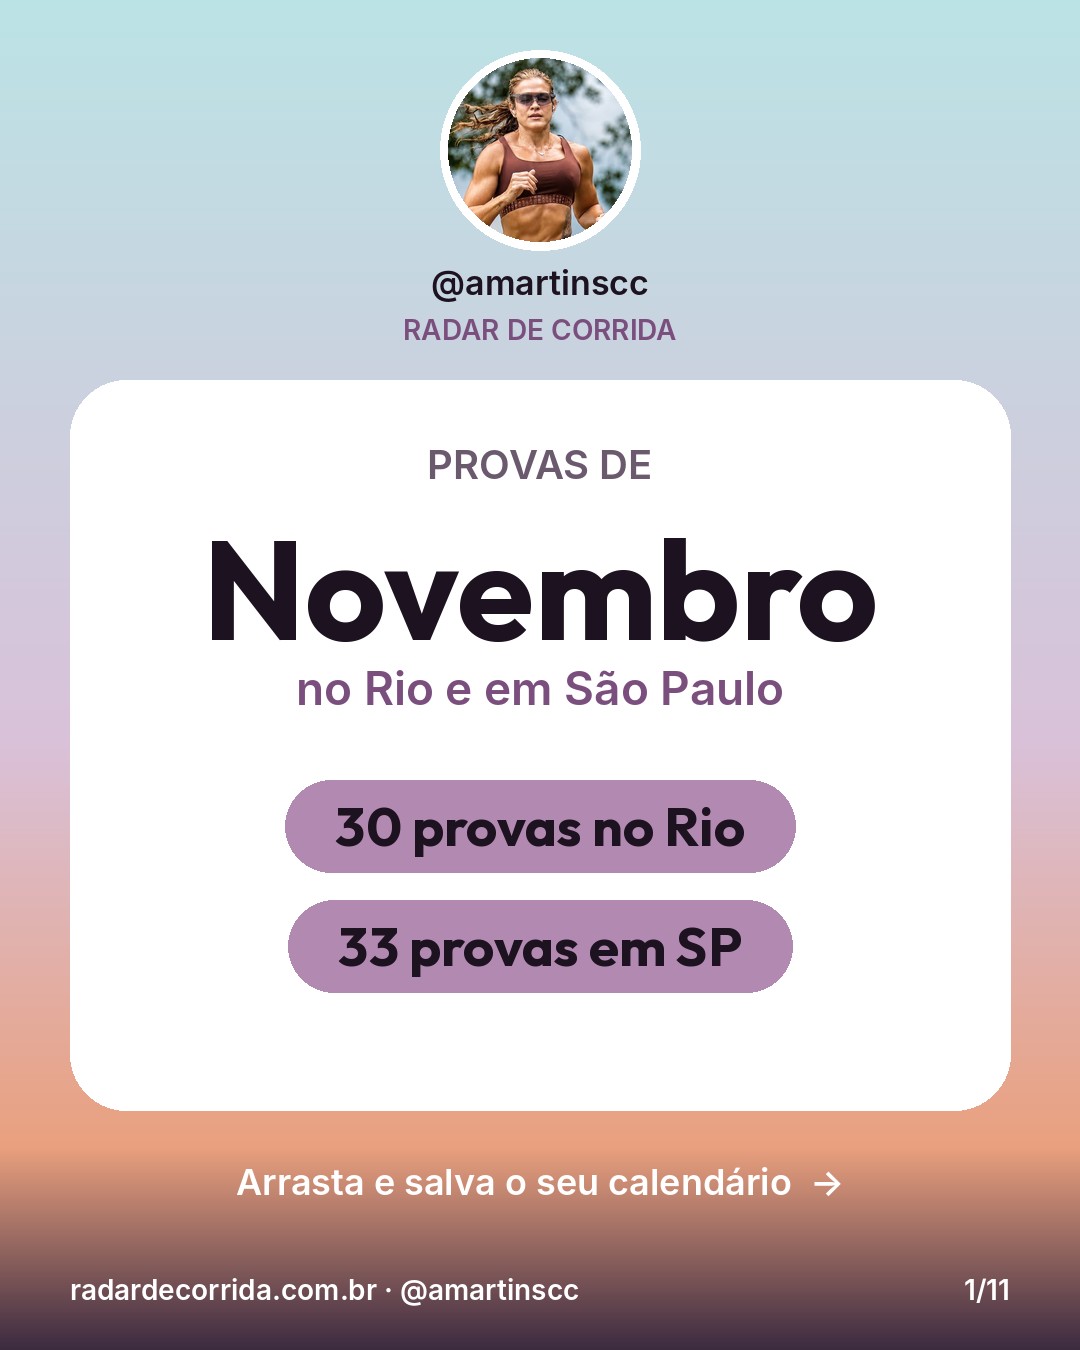 @amartinscc
RADAR DE CORRIDA
PROVAS DE
Novembro
no Rio e em São Paulo
30 provas no Rio
33 provas em SP
Arrasta e salva o seu calendário →
radardecorrida.com.br · @amartinscc
1/11